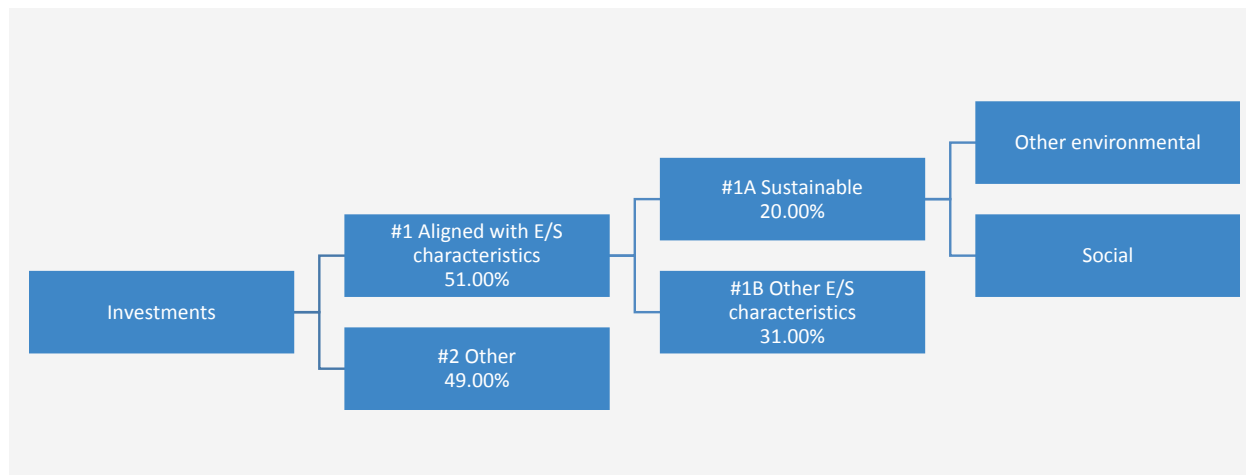 Investments
#1 Aligned with E/S
characteristics
51.00%
#2 Other
49.00%
#1A Sustainable
20.00%
#1B Other E/S
characteristics
31.00%
Other environmental
Social